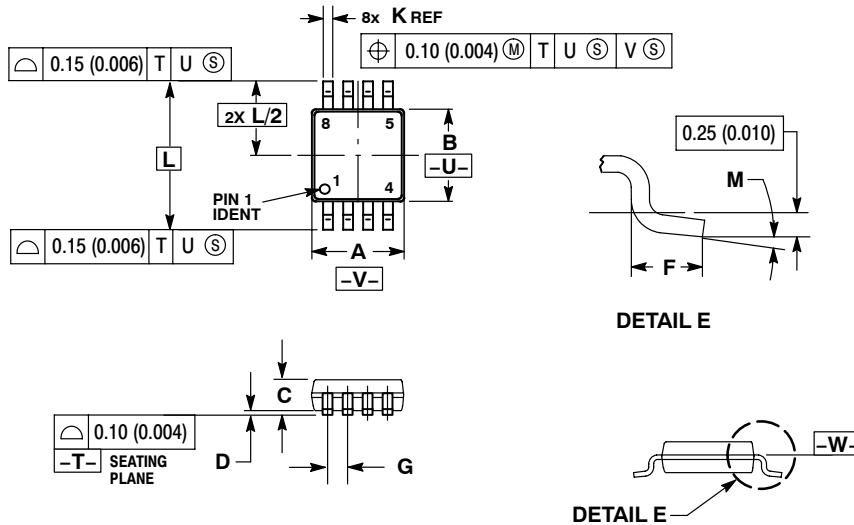 8x K REF
⌓ 0.15 (0.006) T U Ⓢ
⌖ 0.10 (0.004) Ⓜ T U Ⓢ V Ⓢ
2X L/2
8 5
B
–U–
L
PIN 1
IDENT
1 4
⌓ 0.15 (0.006) T U Ⓢ
A
–V–
0.25 (0.010)
M
F
DETAIL E
C
⌓ 0.10 (0.004)
–T– SEATING
PLANE
D
G
–W–
DETAIL E